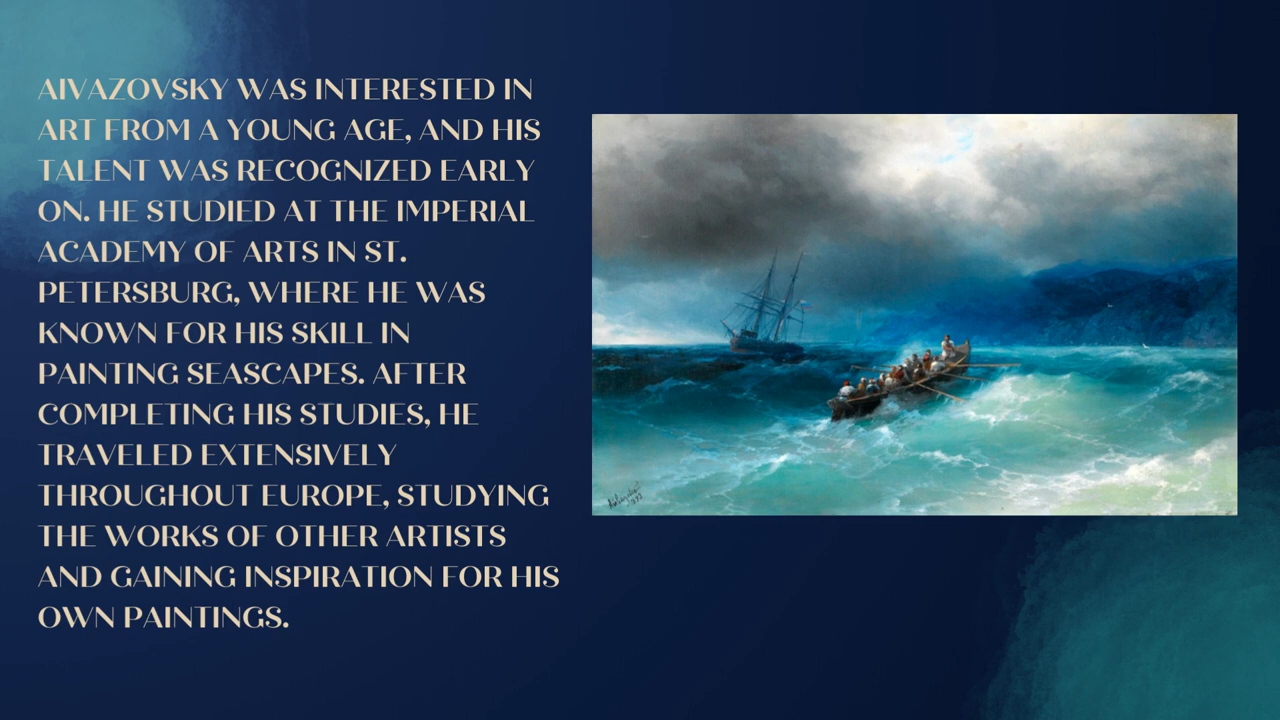 AIVAZOVSKY WAS INTERESTED IN
ART FROM A YOUNG AGE, AND HIS
TALENT WAS RECOGNIZED EARLY
ON. HE STUDIED AT THE IMPERIAL
ACADEMY OF ARTS IN ST.
PETERSBURG, WHERE HE WAS
KNOWN FOR HIS SKILL IN
PAINTING SEASCAPES. AFTER
COMPLETING HIS STUDIES, HE
TRAVELED EXTENSIVELY
THROUGHOUT EUROPE, STUDYING
THE WORKS OF OTHER ARTISTS
AND GAINING INSPIRATION FOR HIS
OWN PAINTINGS.